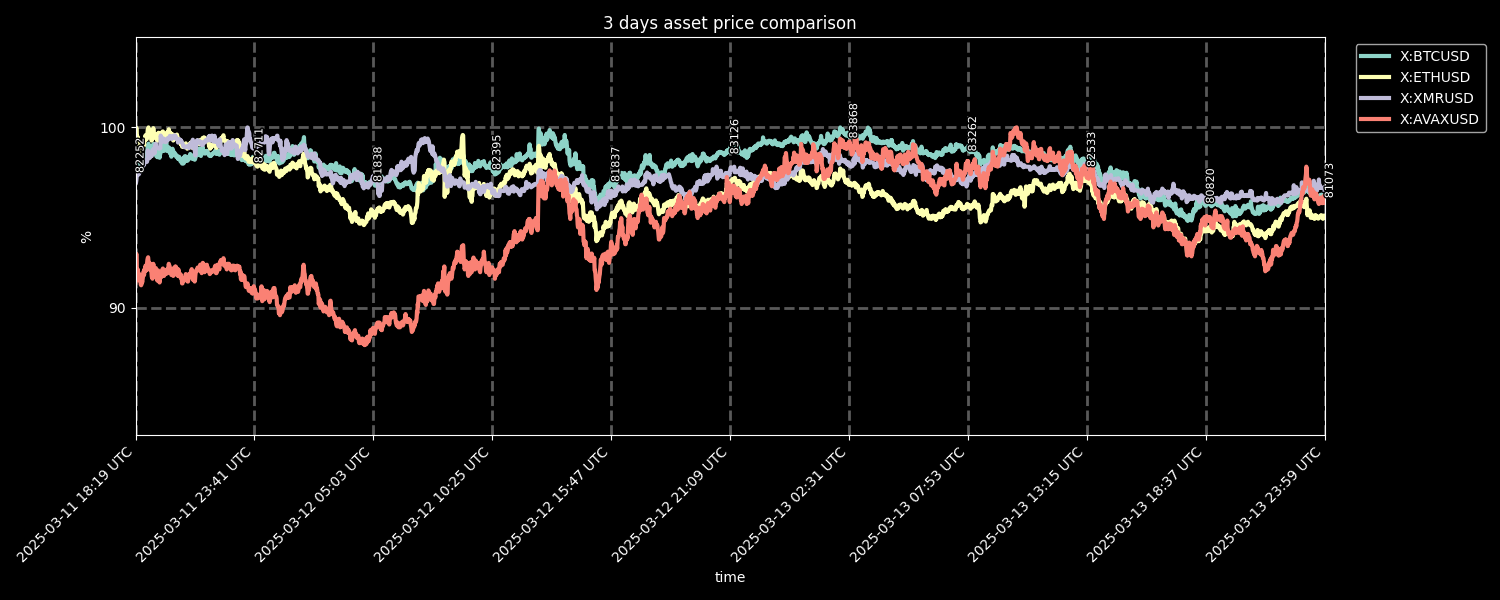 3 days asset price comparison
X:BTCUSD
X:ETHUSD
X:XMRUSD
X:AVAXUSD
100
90
%
82711
81838
82395
81837
83126
83868
83262
82533
80820
81073
2025-03-11 18:19 UTC
2025-03-11 23:41 UTC
2025-03-12 05:03 UTC
2025-03-12 10:25 UTC
2025-03-12 15:47 UTC
2025-03-12 21:09 UTC
2025-03-13 02:31 UTC
2025-03-13 07:53 UTC
2025-03-13 13:15 UTC
2025-03-13 18:37 UTC
2025-03-13 23:59 UTC
time